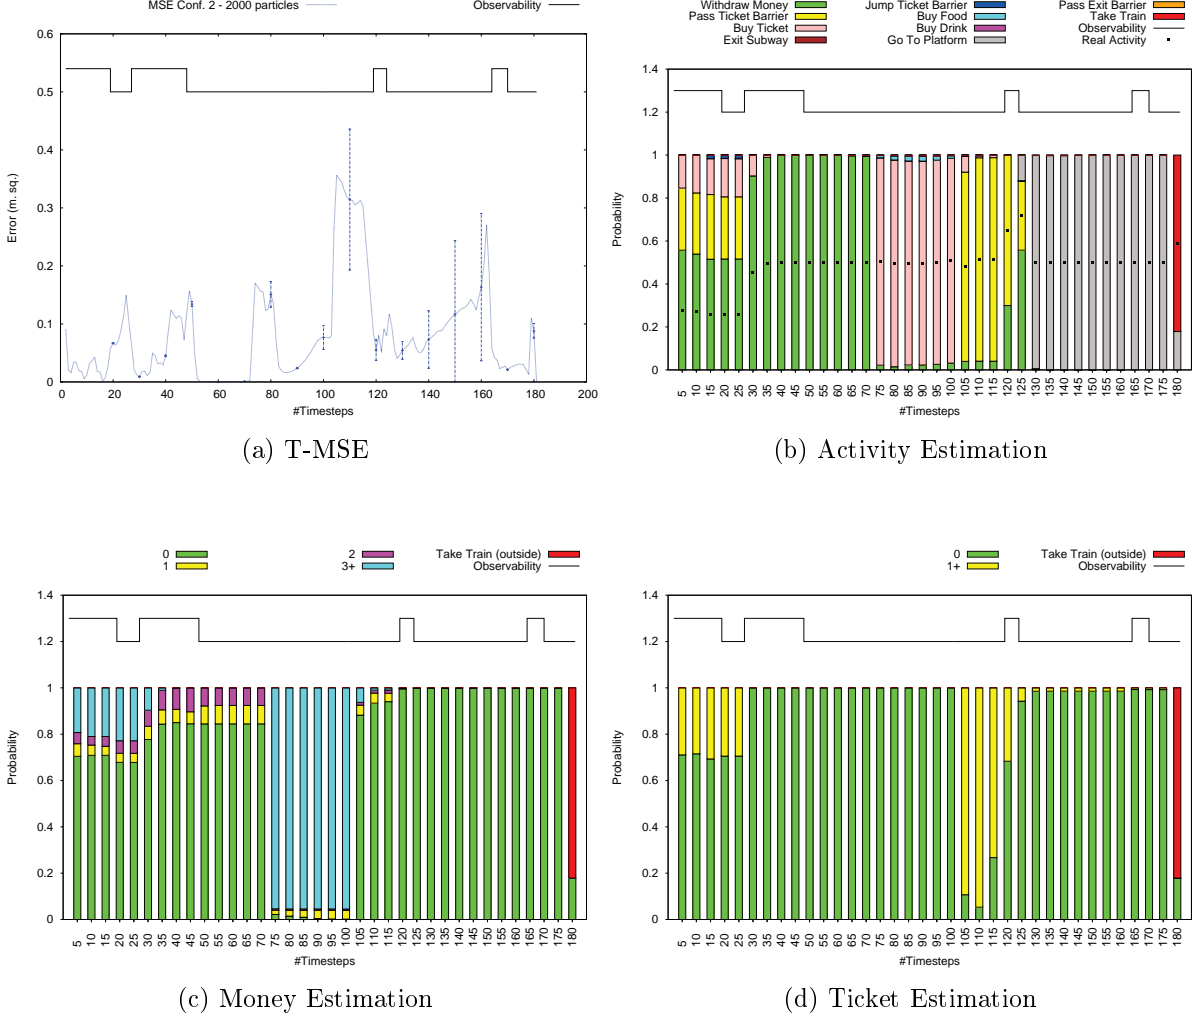 MSE Conf. 2 - 2000 particles
Observability
0.6
0.5
0.4
0.3
0.2
0.1
0
Error (m. sq.)
0 20 40 60 80 100 120 140 160 180 200
#Timesteps
(a) T-MSE
Withdraw Money
Pass Ticket Barrier
Buy Ticket
Exit Subway
Jump Ticket Barrier
Buy Food
Buy Drink
Go To Platform
Pass Exit Barrier
Take Train
Observability
Real Activity
1.4
1.2
1
0.8
0.6
0.4
0.2
0
Probability
5 10 15 20 25 30 35 40 45 50 55 60 65 70 75 80 85 90 95 100 105 110 115 120 125 130 135 140 145 150 155 160 165 170 175 180
#Timesteps
(b) Activity Estimation
0
1
2
3+
Take Train (outside)
Observability
1.4
1.2
1
0.8
0.6
0.4
0.2
0
Probability
5 10 15 20 25 30 35 40 45 50 55 60 65 70 75 80 85 90 95 100 105 110 115 120 125 130 135 140 145 150 155 160 165 170 175 180
#Timesteps
(c) Money Estimation
0
1+
Take Train (outside)
Observability
1.4
1.2
1
0.8
0.6
0.4
0.2
0
Probability
5 10 15 20 25 30 35 40 45 50 55 60 65 70 75 80 85 90 95 100 105 110 115 120 125 130 135 140 145 150 155 160 165 170 175 180
#Timesteps
(d) Ticket Estimation